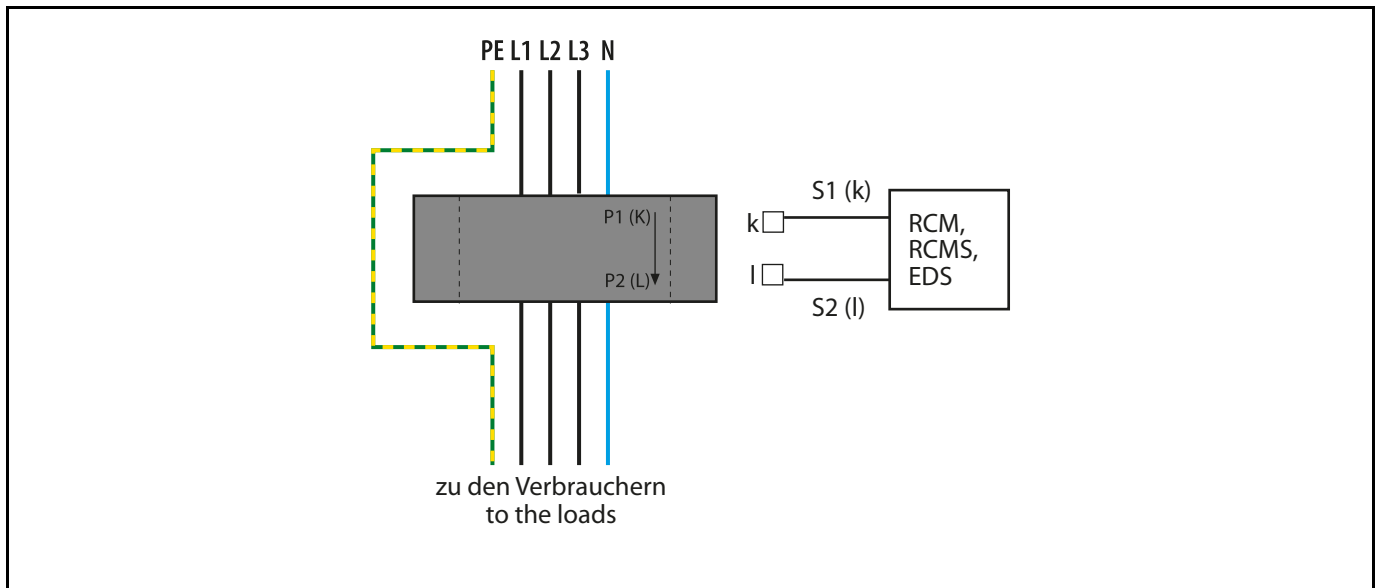 PE L1 L2 L3 N
P1 (K)
P2 (L)
k
l
S1 (k)
S2 (l)
RCM,
RCMS,
EDS
zu den Verbrauchern
to the loads